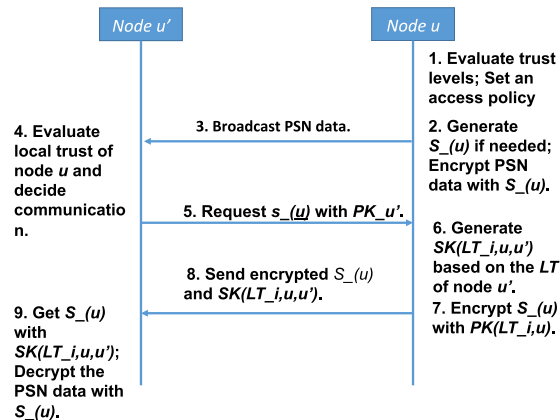 Node u’
Node u
1. Evaluate trust
levels; Set an
access policy
3. Broadcast PSN data.
2. Generate
S_(u) if needed;
Encrypt PSN
data with S_(u).
4. Evaluate
local trust of
node u and
decide
communicatio
n.
5. Request s_(u) with PK_u’.
6. Generate
SK(LT_i,u,u’)
based on the LT
of node u’.
7. Encrypt S_(u)
with PK(LT_i,u).
8. Send encrypted S_(u)
and SK(LT_i,u,u’).
9. Get S_(u)
with
SK(LT_i,u,u’);
Decrypt the
PSN data with
S_(u).